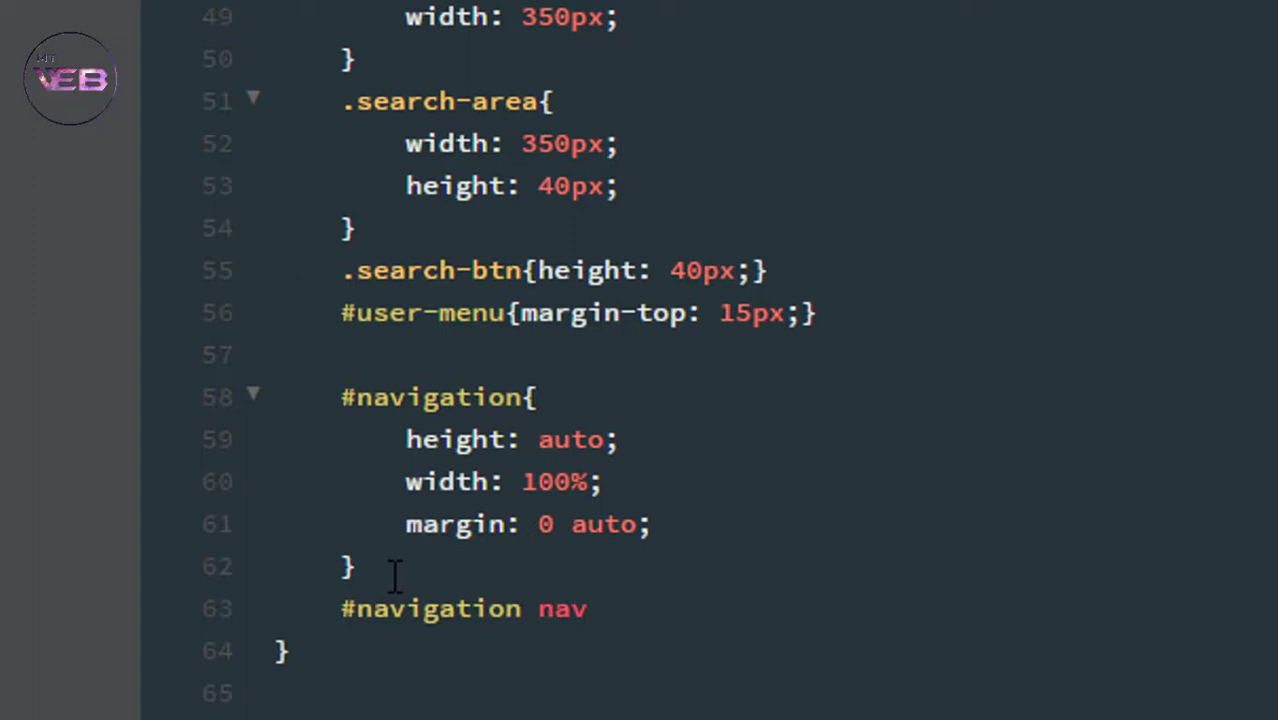 MT
WEB
49 width: 350px;
50 }
51 .search-area{
52 width: 350px;
53 height: 40px;
54 }
55 .search-btn{height: 40px;}
56 #user-menu{margin-top: 15px;}
57
58 #navigation{
59 height: auto;
60 width: 100%;
61 margin: 0 auto;
62 }
63 #navigation nav
64 }
65